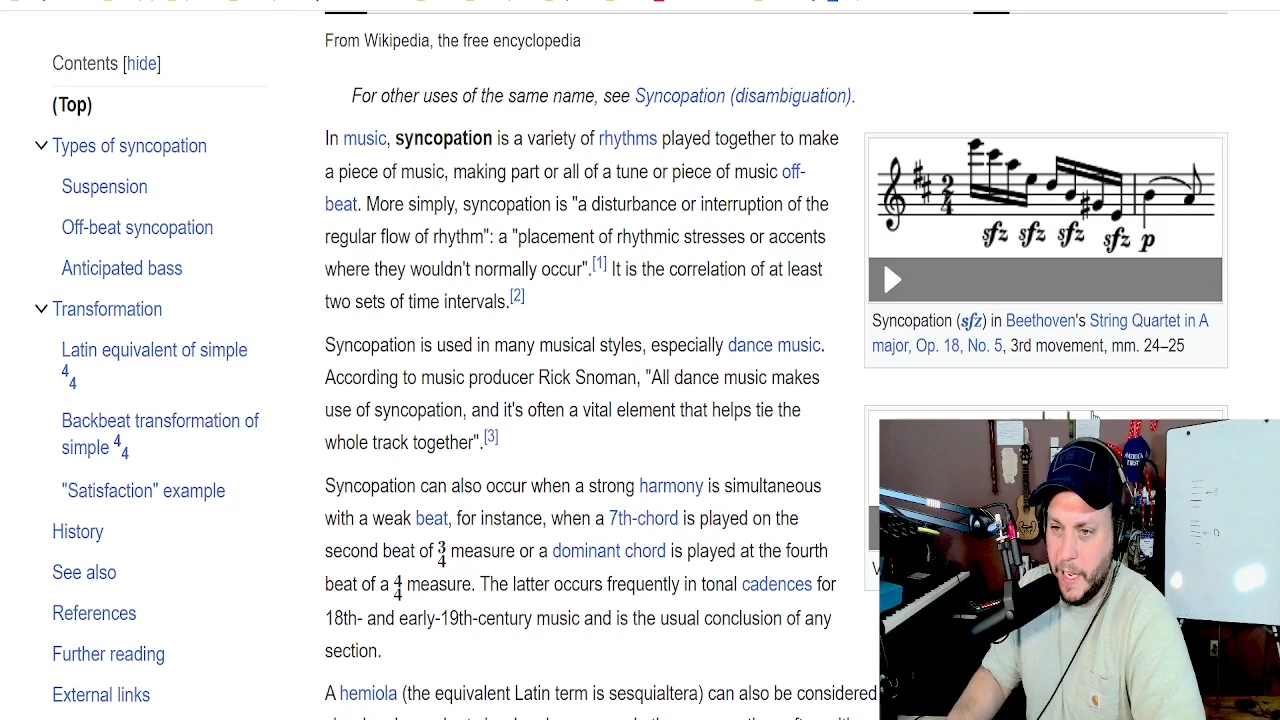 From Wikipedia, the free encyclopedia
Contents [hide]
(Top)
Types of syncopation
Suspension
Off-beat syncopation
Anticipated bass
Transformation
Latin equivalent of simple
4
4
Backbeat transformation of
simple 4
4
"Satisfaction" example
History
See also
References
Further reading
External links
For other uses of the same name, see Syncopation (disambiguation).
In music, syncopation is a variety of rhythms played together to make
a piece of music, making part or all of a tune or piece of music off-
beat. More simply, syncopation is "a disturbance or interruption of the
regular flow of rhythm": a "placement of rhythmic stresses or accents
where they wouldn't normally occur".[1] It is the correlation of at least
two sets of time intervals.[2]
Syncopation is used in many musical styles, especially dance music.
According to music producer Rick Snoman, "All dance music makes
use of syncopation, and it's often a vital element that helps tie the
whole track together".[3]
Syncopation can also occur when a strong harmony is simultaneous
with a weak beat, for instance, when a 7th-chord is played on the
second beat of 3/4 measure or a dominant chord is played at the fourth
beat of a 4/4 measure. The latter occurs frequently in tonal cadences for
18th- and early-19th-century music and is the usual conclusion of any
section.
A hemiola (the equivalent Latin term is sesquialtera) can also be considered
2
4
sfz sfz sfz sfz p
Syncopation (sfz) in Beethoven's String Quartet in A
major, Op. 18, No. 5, 3rd movement, mm. 24–25
AMERICA
FIRST